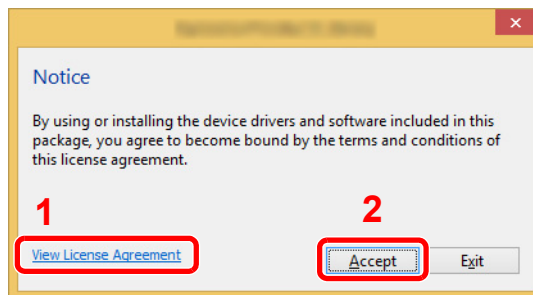 Notice
By using or installing the device drivers and software included in this
package, you agree to become bound by the terms and conditions of
this license agreement.
1
2
View License Agreement
Accept
Exit